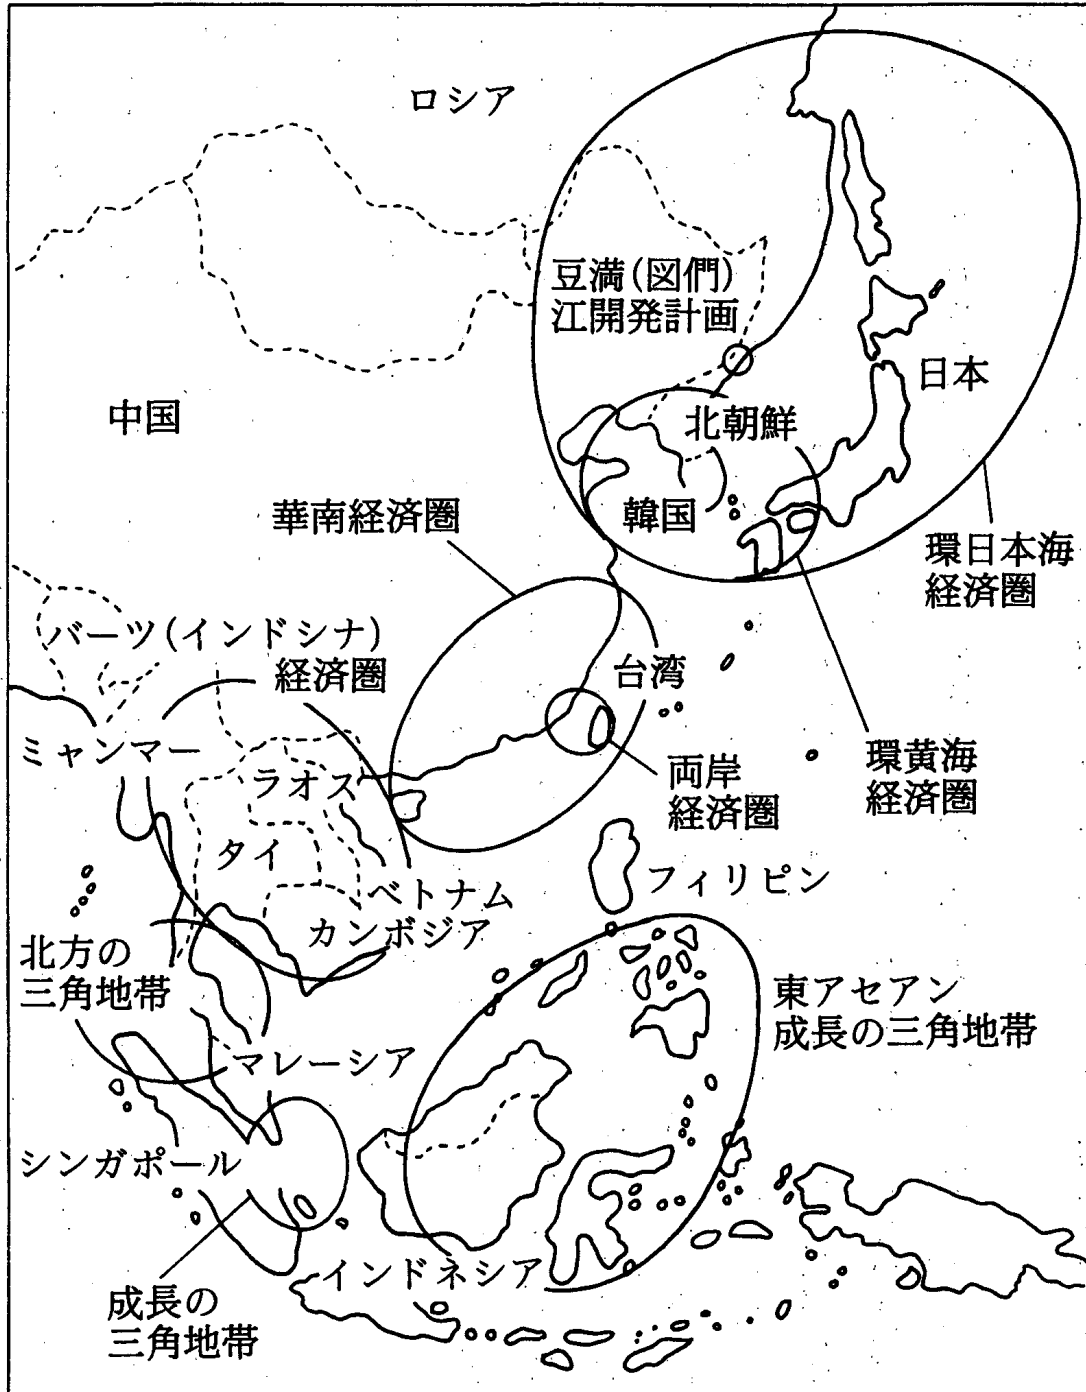 ロシア
豆満(図們)
江開発計画
日本
中国
北朝鮮
華南経済圏
韓国
環日本海
経済圏
バーツ(インドシナ)
経済圏
台湾
ミャンマー
ラオス
両岸
経済圏
環黄海
経済圏
タイ
ベトナム
フィリピン
カンボジア
北方の
三角地帯
東アセアン
成長の三角地帯
マレーシア
シンガポール
インドネシア
成長の
三角地帯